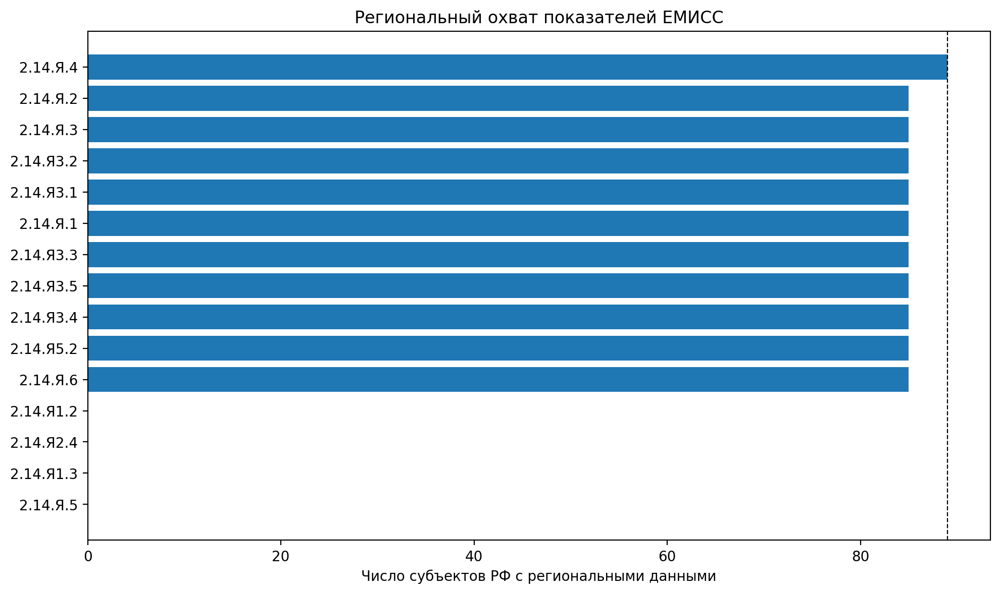 Региональный охват показателей ЕМИСС
2.14.Я.4
2.14.Я.2
2.14.Я.3
2.14.Я3.2
2.14.Я3.1
2.14.Я.1
2.14.Я3.3
2.14.Я3.5
2.14.Я3.4
2.14.Я5.2
2.14.Я.6
2.14.Я1.2
2.14.Я2.4
2.14.Я1.3
2.14.Я.5
0 20 40 60 80
Число субъектов РФ с региональными данными